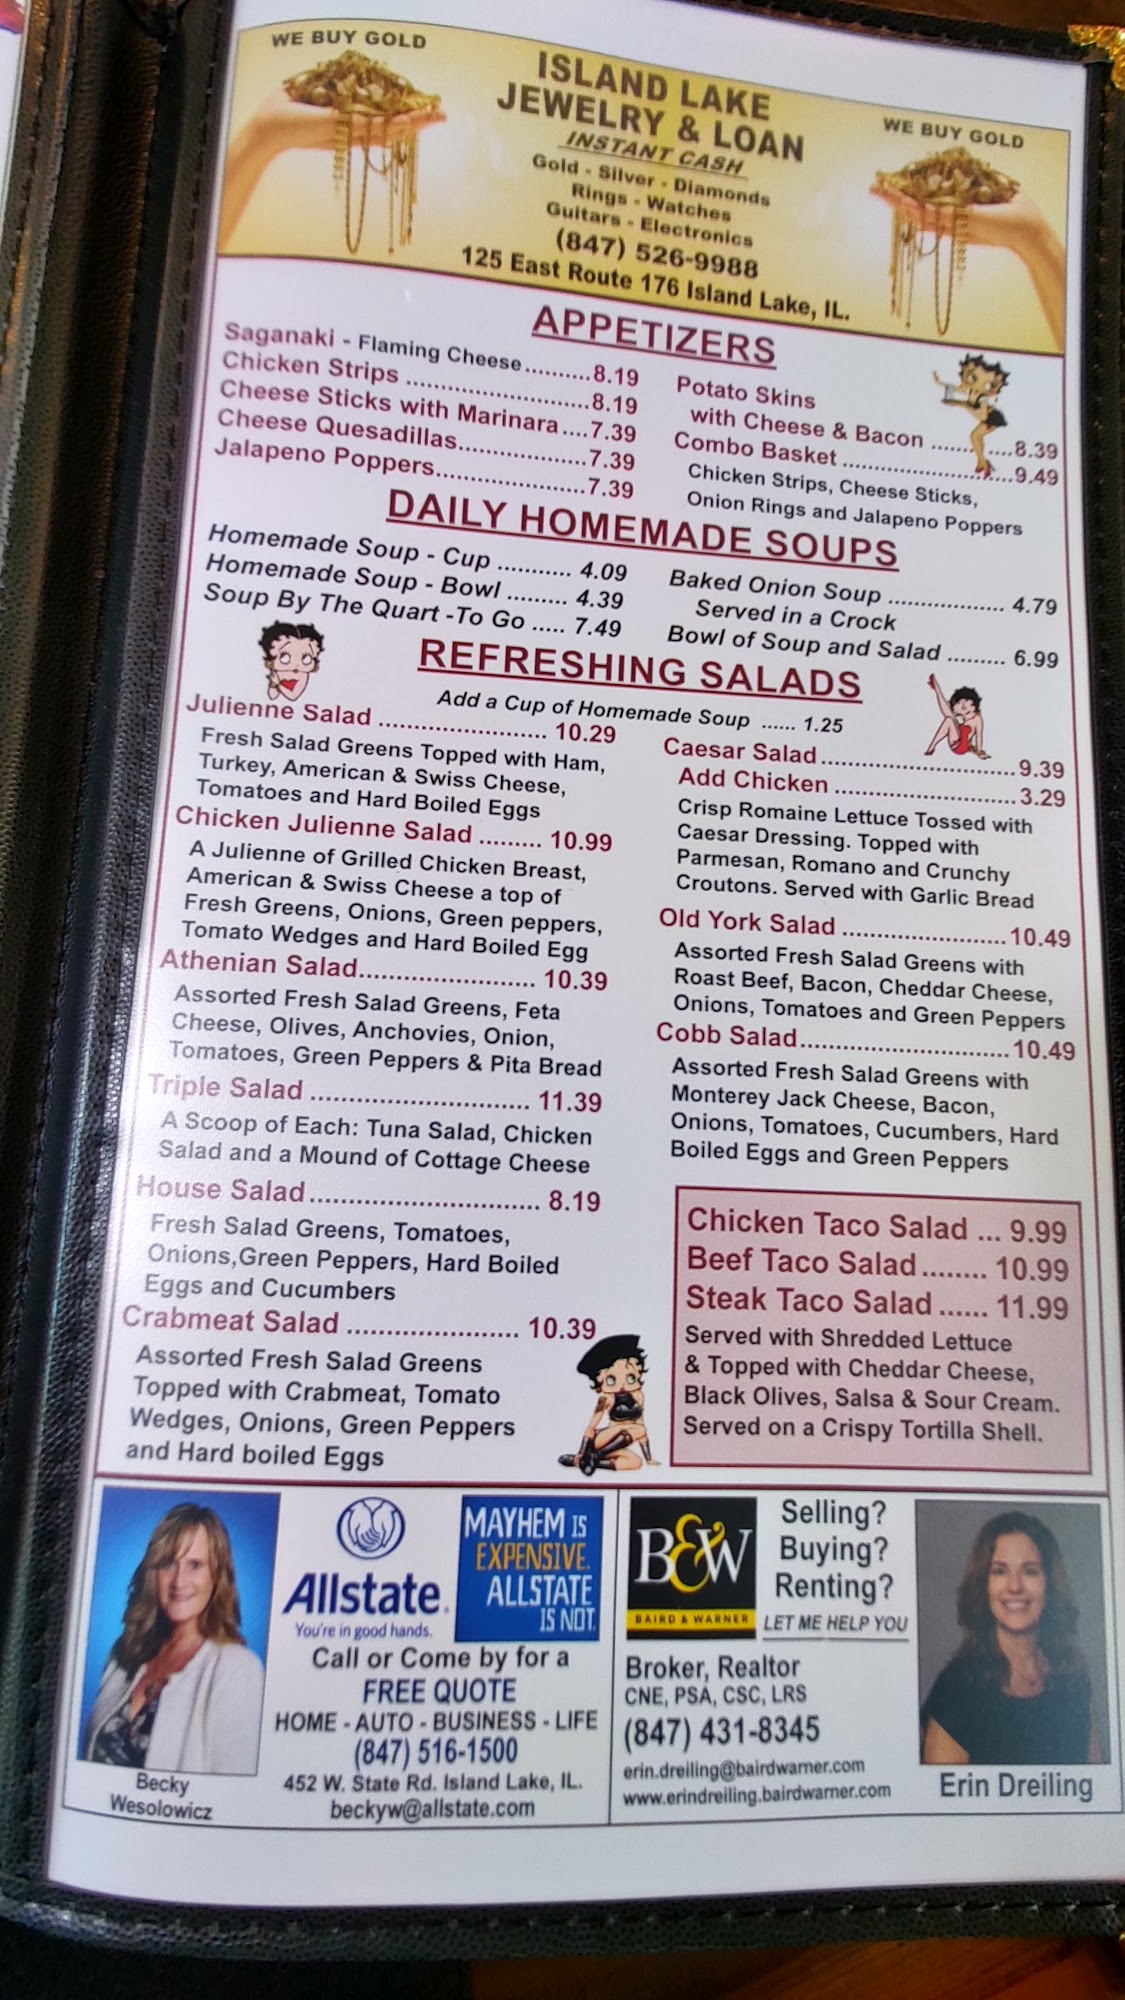 WE BUY GOLD
ISLAND LAKE
JEWELRY & LOAN
INSTANT CASH
Gold - Silver - Diamonds
Rings - Watches
Guitars - Electronics
(847) 526-9988
125 East Route 176 Island Lake, IL.
WE BUY GOLD
APPETIZERS
Saganaki - Flaming Cheese..........8.19
Chicken Strips ............................8.19
Cheese Sticks with Marinara....7.39
Cheese Quesadillas...................7.39
Jalapeno Poppers......................7.39
Potato Skins
with Cheese & Bacon ............8.39
Combo Basket .........................9.49
Chicken Strips, Cheese Sticks,
Onion Rings and Jalapeno Poppers
DAILY HOMEMADE SOUPS
Homemade Soup - Cup ........... 4.09
Homemade Soup - Bowl ......... 4.39
Soup By The Quart -To Go ..... 7.49
Baked Onion Soup .................. 4.79
Served in a Crock
Bowl of Soup and Salad ......... 6.99
REFRESHING SALADS
Add a Cup of Homemade Soup ...... 1.25
Julienne Salad ......................... 10.29
Fresh Salad Greens Topped with Ham,
Turkey, American & Swiss Cheese,
Tomatoes and Hard Boiled Eggs
Chicken Julienne Salad ......... 10.99
A Julienne of Grilled Chicken Breast,
American & Swiss Cheese a top of
Fresh Greens, Onions, Green peppers,
Tomato Wedges and Hard Boiled Egg
Athenian Salad.......................... 10.39
Assorted Fresh Salad Greens, Feta
Cheese, Olives, Anchovies, Onion,
Tomatoes, Green Peppers & Pita Bread
Triple Salad ............................... 11.39
A Scoop of Each: Tuna Salad, Chicken
Salad and a Mound of Cottage Cheese
House Salad................................. 8.19
Fresh Salad Greens, Tomatoes,
Onions,Green Peppers, Hard Boiled
Eggs and Cucumbers
Crabmeat Salad ........................ 10.39
Assorted Fresh Salad Greens
Topped with Crabmeat, Tomato
Wedges, Onions, Green Peppers
and Hard boiled Eggs
Caesar Salad.............................9.39
Add Chicken ...........................3.29
Crisp Romaine Lettuce Tossed with
Caesar Dressing. Topped with
Parmesan, Romano and Crunchy
Croutons. Served with Garlic Bread
Old York Salad ........................10.49
Assorted Fresh Salad Greens with
Roast Beef, Bacon, Cheddar Cheese,
Onions, Tomatoes and Green Peppers
Cobb Salad...............................10.49
Assorted Fresh Salad Greens with
Monterey Jack Cheese, Bacon,
Onions, Tomatoes, Cucumbers, Hard
Boiled Eggs and Green Peppers
Chicken Taco Salad ... 9.99
Beef Taco Salad........ 10.99
Steak Taco Salad ...... 11.99
Served with Shredded Lettuce
& Topped with Cheddar Cheese,
Black Olives, Salsa & Sour Cream.
Served on a Crispy Tortilla Shell.
Becky
Wesolowicz
Allstate.
You're in good hands.
MAYHEM IS
EXPENSIVE.
ALLSTATE
IS NOT.
Call or Come by for a
FREE QUOTE
HOME - AUTO - BUSINESS - LIFE
(847) 516-1500
452 W. State Rd. Island Lake, IL.
beckyw@allstate.com
B&W
BAIRD & WARNER
Selling?
Buying?
Renting?
LET ME HELP YOU
Broker, Realtor
CNE, PSA, CSC, LRS
(847) 431-8345
erin.dreiling@bairdwarner.com
www.erindreiling.bairdwarner.com
Erin Dreiling